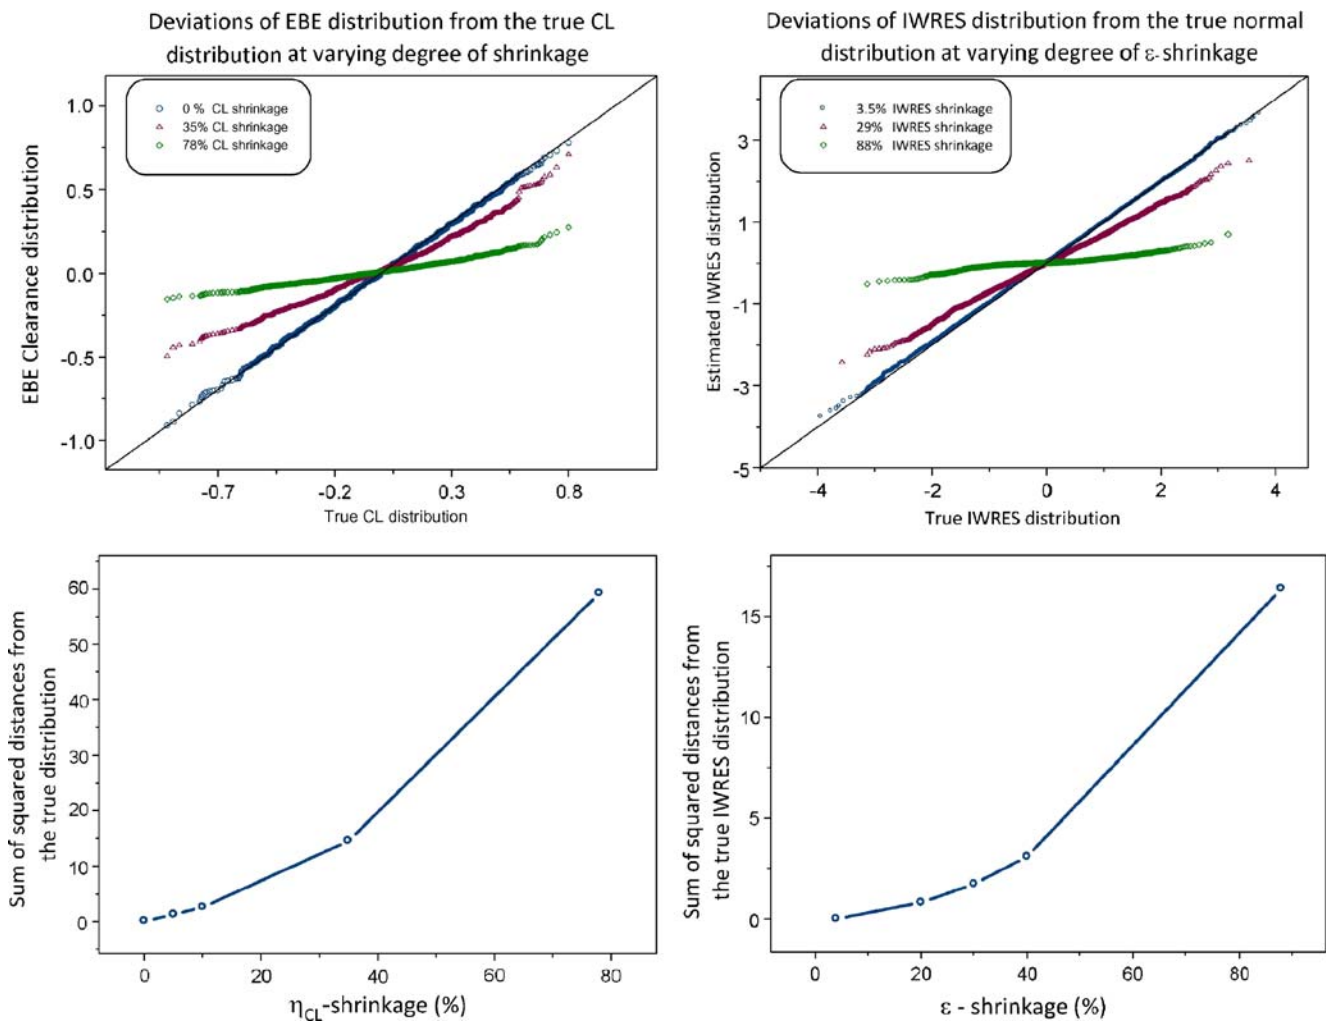 Deviations of EBE distribution from the true CL
distribution at varying degree of shrinkage
0 % CL shrinkage
35% CL shrinkage
78% CL shrinkage
EBE Clearance distribution
1.0
0.5
0.0
-0.5
-1.0
-0.7
-0.2
0.3
0.8
True CL distribution
Deviations of IWRES distribution from the true normal
distribution at varying degree of ε-shrinkage
3.5% IWRES shrinkage
29% IWRES shrinkage
88% IWRES shrinkage
Estimated IWRES distribution
3
1
-1
-3
-5
-4
-2
0
2
4
True IWRES distribution
Sum of squared distances from
the true distribution
60
50
40
30
20
10
0
0
20
40
60
80
ηCL-shrinkage (%)
Sum of squared distances from
the true IWRES distribution
15
10
5
0
0
20
40
60
80
ε - shrinkage (%)